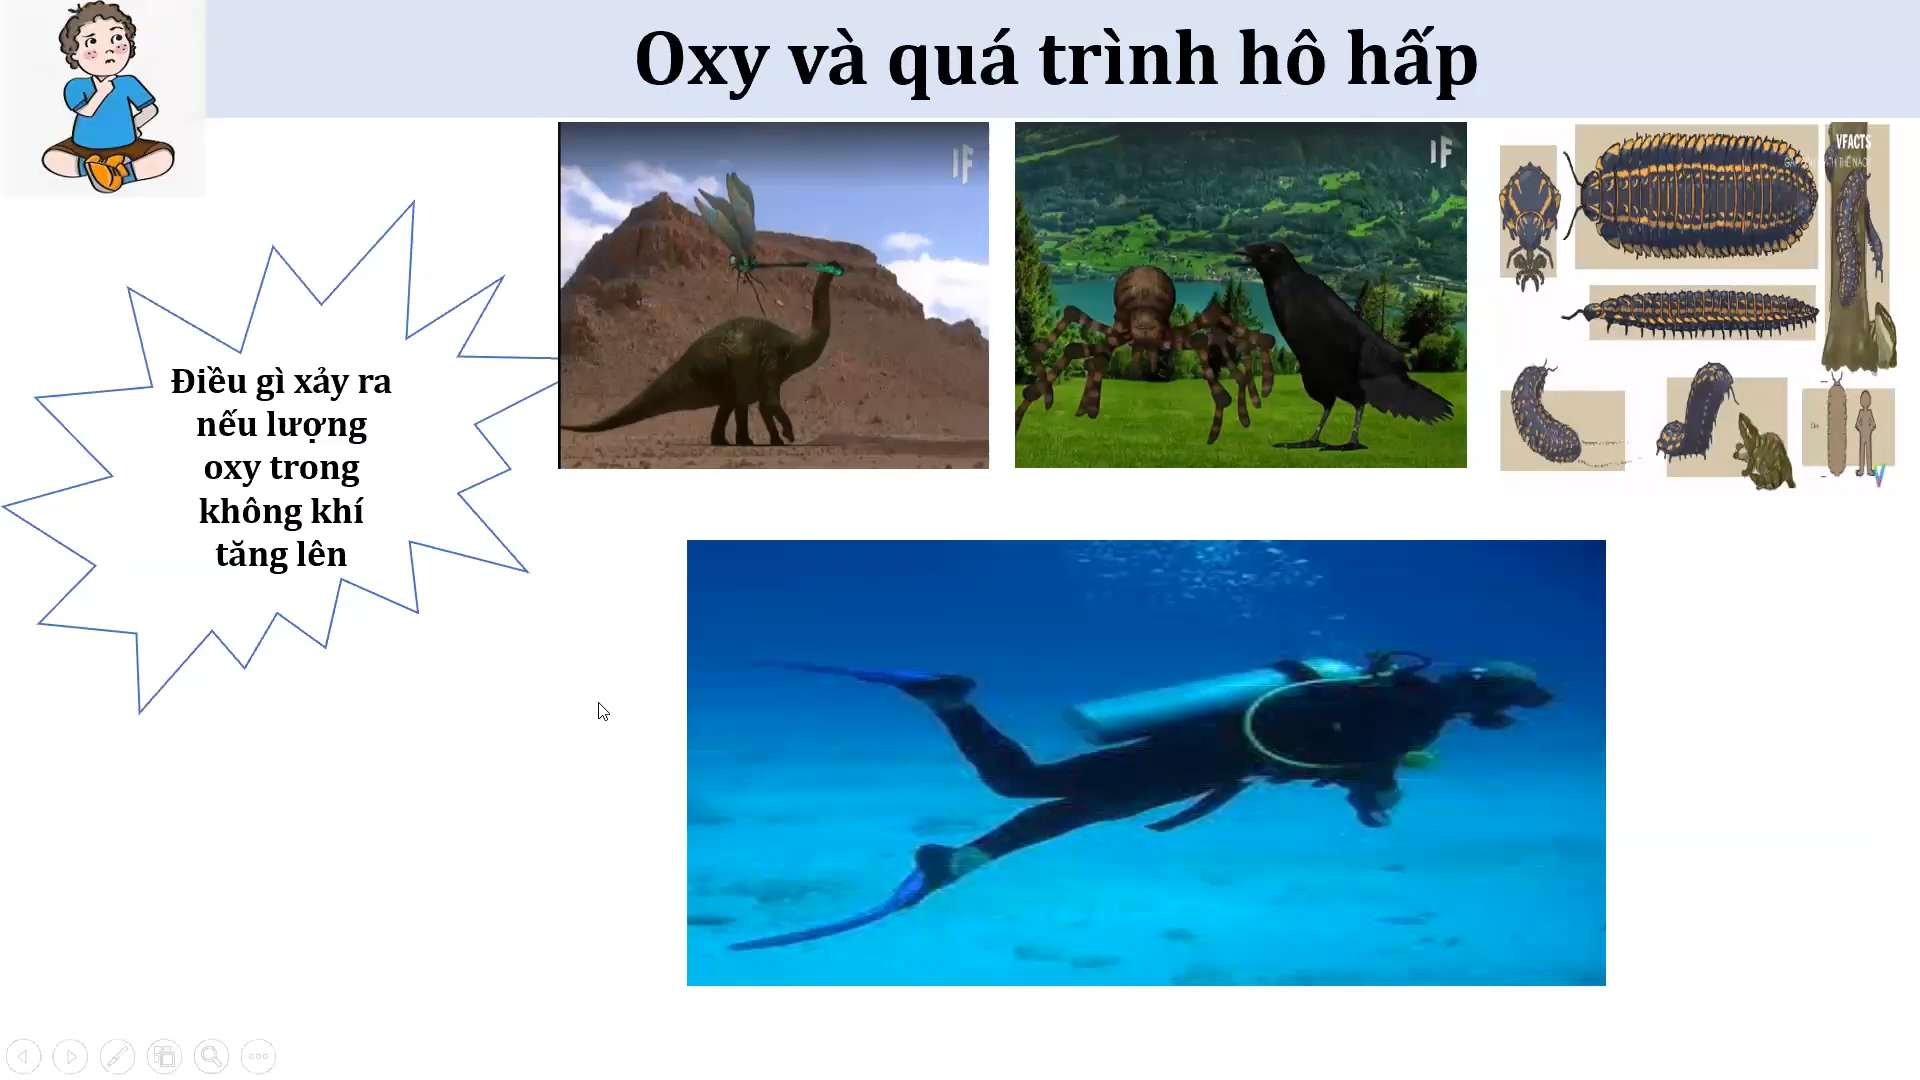 Oxy và quá trình hô hấp
IF
IF
VFACTS
Điều gì xảy ra
nếu lượng
oxy trong
không khí
tăng lên